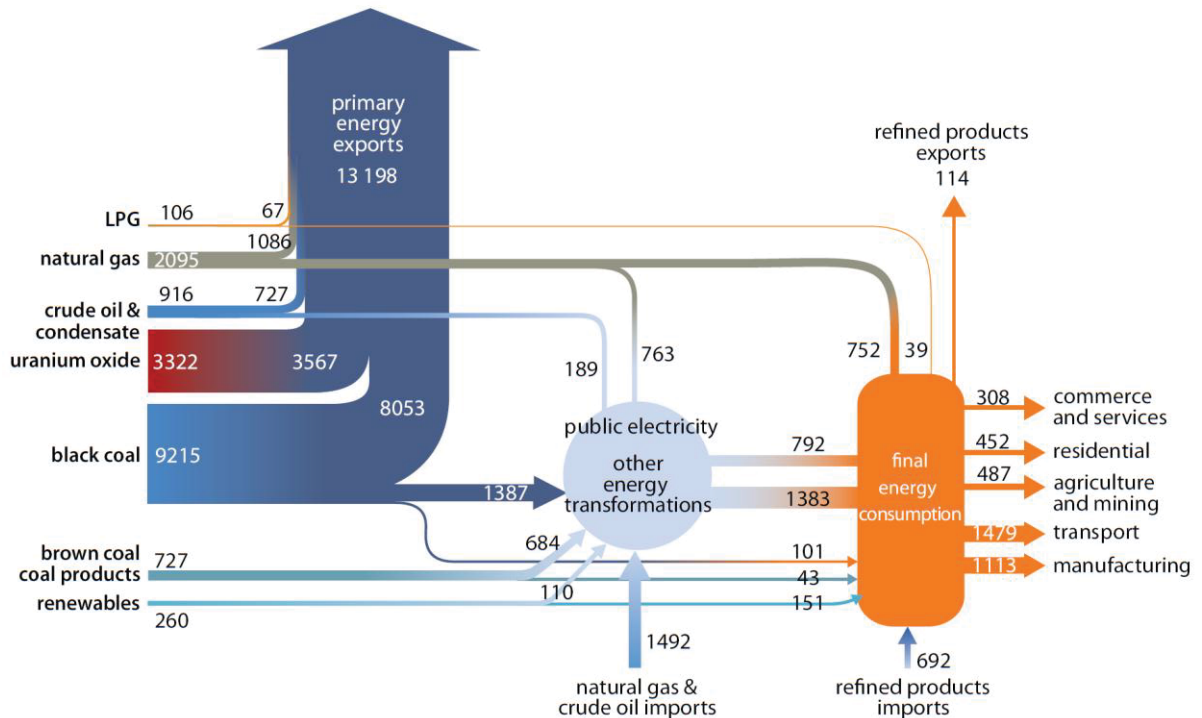 primary
energy
exports
13 198
refined products
exports
114
LPG
106
67
natural gas
2095
1086
crude oil &
condensate
916
727
uranium oxide
3322
3567
black coal
9215
8053
1387
189
763
752
39
public electricity
other
energy
transformations
792
1383
final
energy
consumption
308
commerce
and services
452
residential
487
agriculture
and mining
1479
transport
1113
manufacturing
brown coal
coal products
727
684
101
43
renewables
260
110
151
1492
natural gas &
crude oil imports
692
refined products
imports